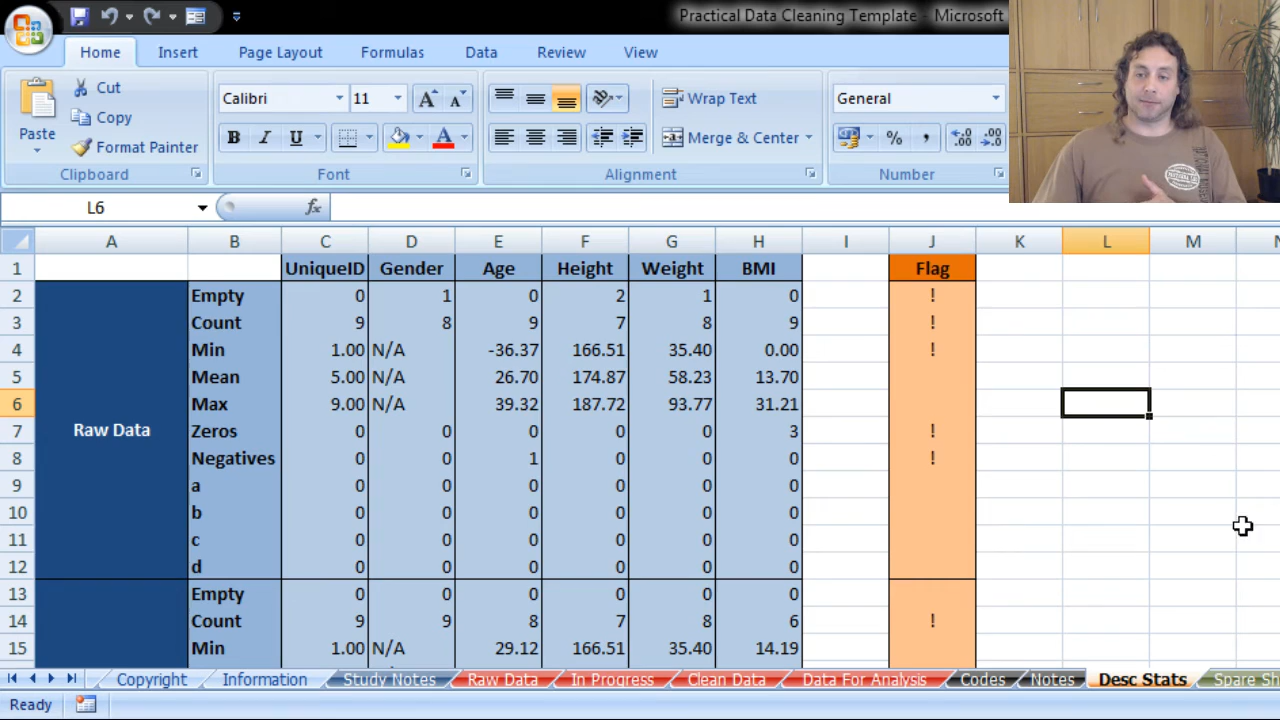 Practical Data Cleaning Template - Microsoft
Home Insert Page Layout Formulas Data Review View
Paste
Cut
Copy
Format Painter
Clipboard
Calibri 11
A A
B I U A
Font
Wrap Text
Merge & Center
Alignment
General
% ,
Number
L6 fx
A B C D E F G H I J K L M N
1 UniqueID Gender Age Height Weight BMI Flag
2 Empty 0 1 0 2 1 0 !
3 Count 9 8 9 7 8 9 !
4 Min 1.00 N/A -36.37 166.51 35.40 0.00 !
5 Mean 5.00 N/A 26.70 174.87 58.23 13.70
6 Max 9.00 N/A 39.32 187.72 93.77 31.21
7 Raw Data Zeros 0 0 0 0 0 3 !
8 Negatives 0 0 1 0 0 0 !
9 a 0 0 0 0 0 0
10 b 0 0 0 0 0 0
11 c 0 0 0 0 0 0
12 d 0 0 0 0 0 0
13 Empty 0 0 0 0 0 0
14 Count 9 9 8 7 8 6 !
15 Min 1.00 N/A 29.12 166.51 35.40 14.19
Copyright Information Study Notes Raw Data In Progress Clean Data Data For Analysis Codes Notes Desc Stats Spare Sh
Ready